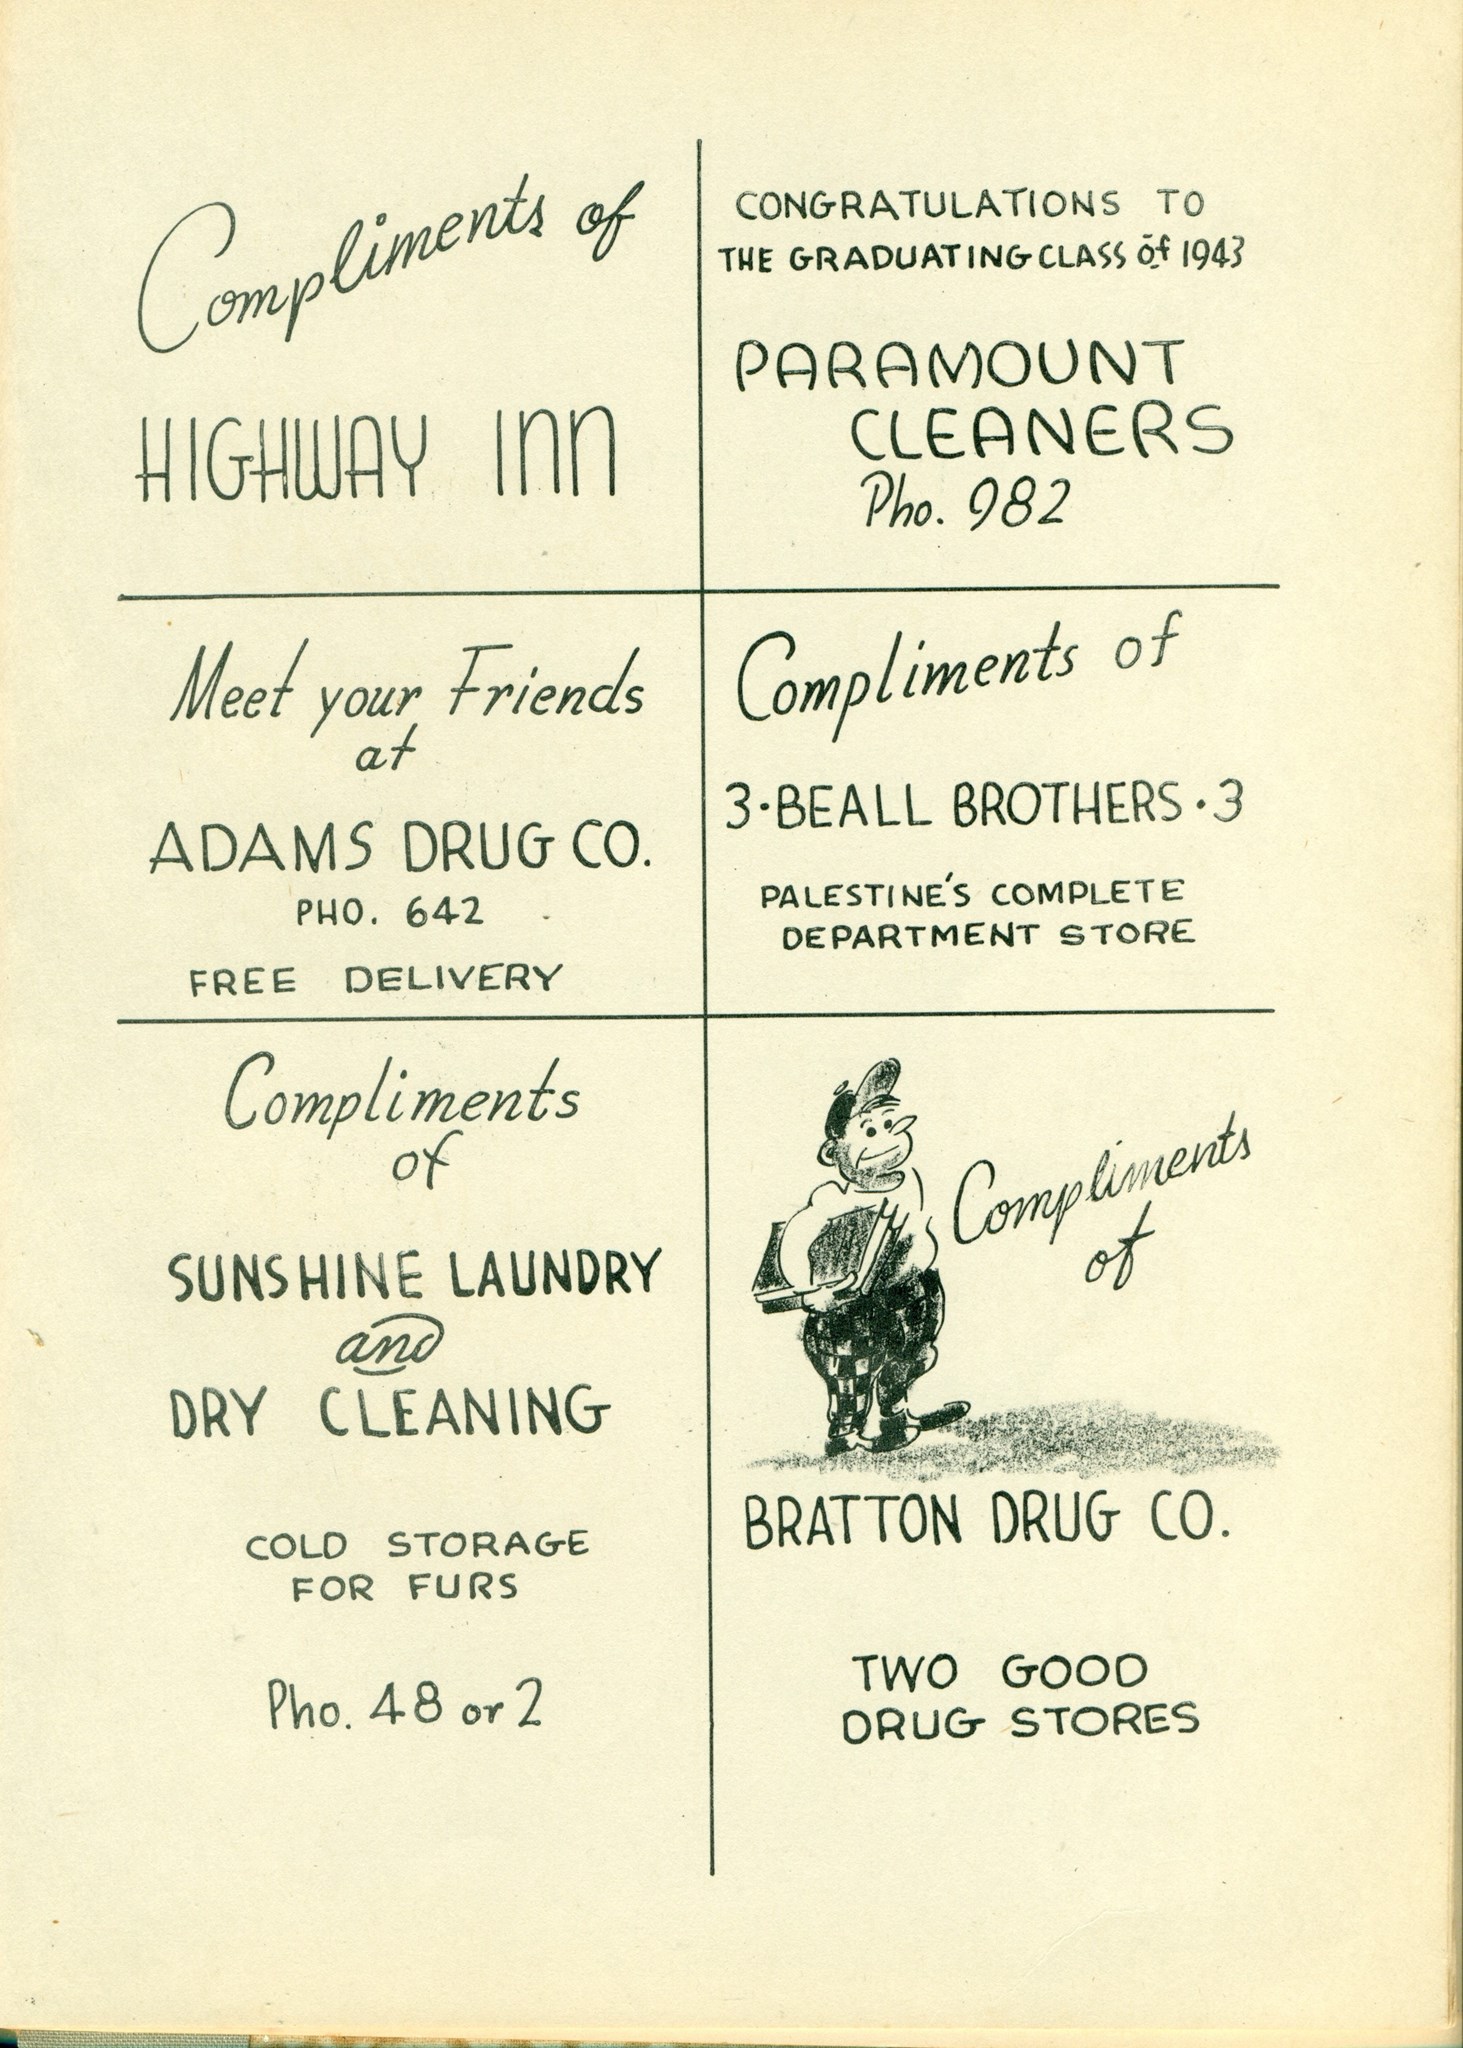 Compliments of
HIGHWAY INN
CONGRATULATIONS TO
THE GRADUATING CLASS of 1943
PARAMOUNT
CLEANERS
Pho. 982
Meet your Friends
at
ADAMS DRUG CO.
PHO. 642
FREE DELIVERY
Compliments of
3·BEALL BROTHERS·3
PALESTINE'S COMPLETE
DEPARTMENT STORE
Compliments
of
SUNSHINE LAUNDRY
and
DRY CLEANING
COLD STORAGE
FOR FURS
Pho. 48 or 2
Compliments
of
BRATTON DRUG CO.
TWO GOOD
DRUG STORES